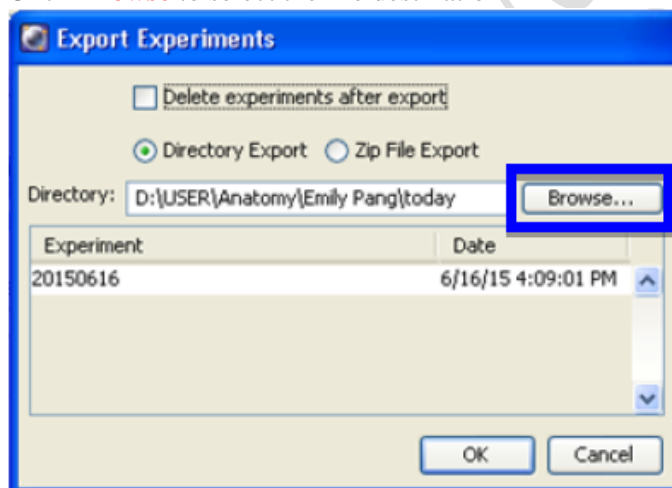 Export Experiments
Delete experiments after export
Directory Export Zip File Export
Directory: D:\USER\Anatomy\Emily Pang\today Browse...
Experiment Date
20150616 6/16/15 4:09:01 PM
OK Cancel